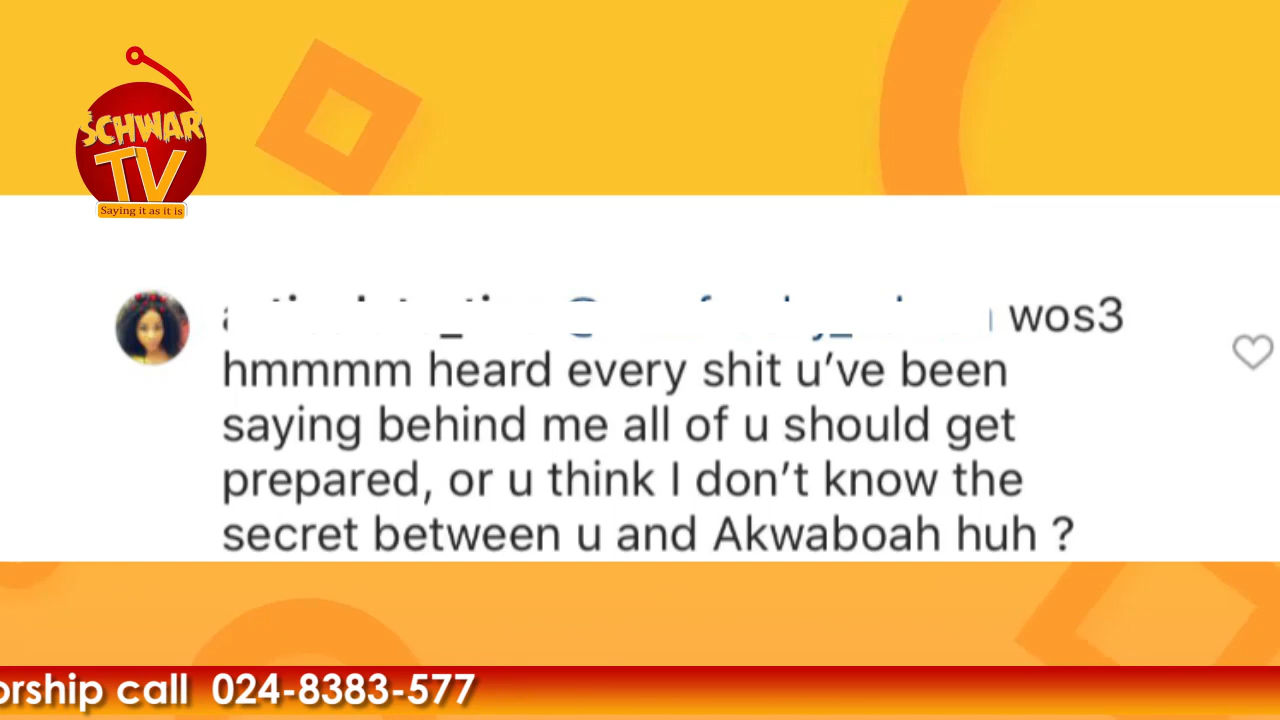 SCHWAR
TV
Saying it as it is
wos3
hmmmm heard every shit u’ve been
saying behind me all of u should get
prepared, or u think I don’t know the
secret between u and Akwaboah huh ?
call 024-8383-577